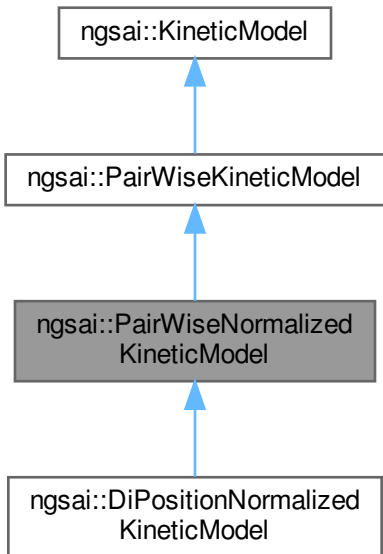 ngsai::KineticModel
ngsai::PairWiseKineticModel
ngsai::PairWiseNormalized
KineticModel
ngsai::DiPositionNormalized
KineticModel